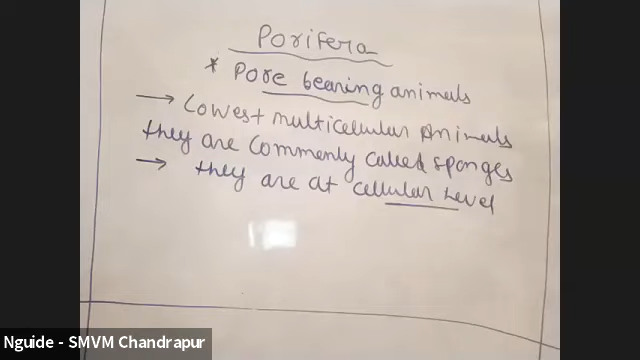 Porifera
* Pore bearing animals
→ Lowest multicellular Animals
they are commonly called sponges
→ they are at cellular Level
Nguide - SMVM Chandrapur